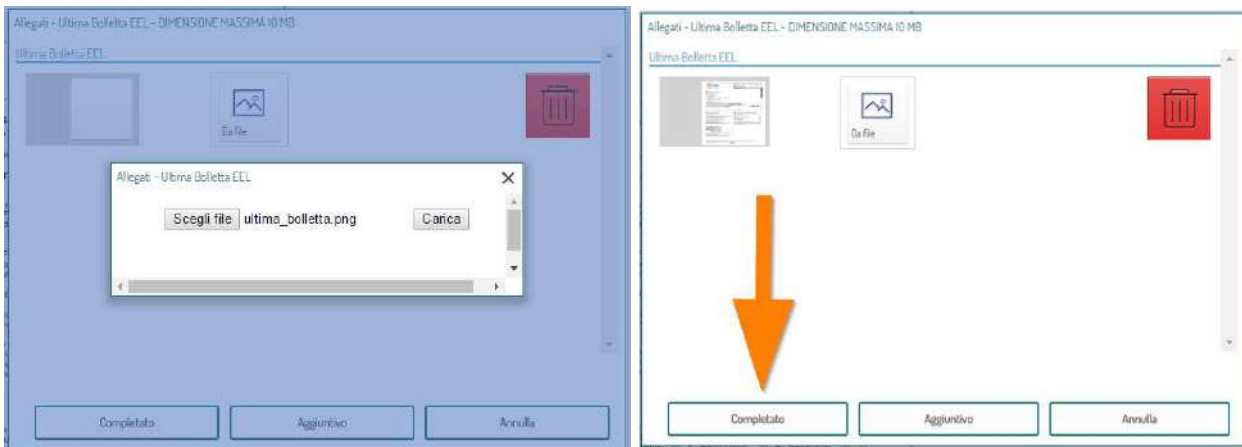 Allegati - Ultima Bolletta EEL - DIMENSIONE MASSIMA 10 MB
Ultima Bolletta EEL
Da file
Allegati - Ultima Bolletta EEL
Scegli file ultima_bolletta.png Carica
Completato Aggiuntivo Annulla
Allegati - Ultima Bolletta EEL - DIMENSIONE MASSIMA 10 MB
Ultima Bolletta EEL
Da file
Completato Aggiuntivo Annulla